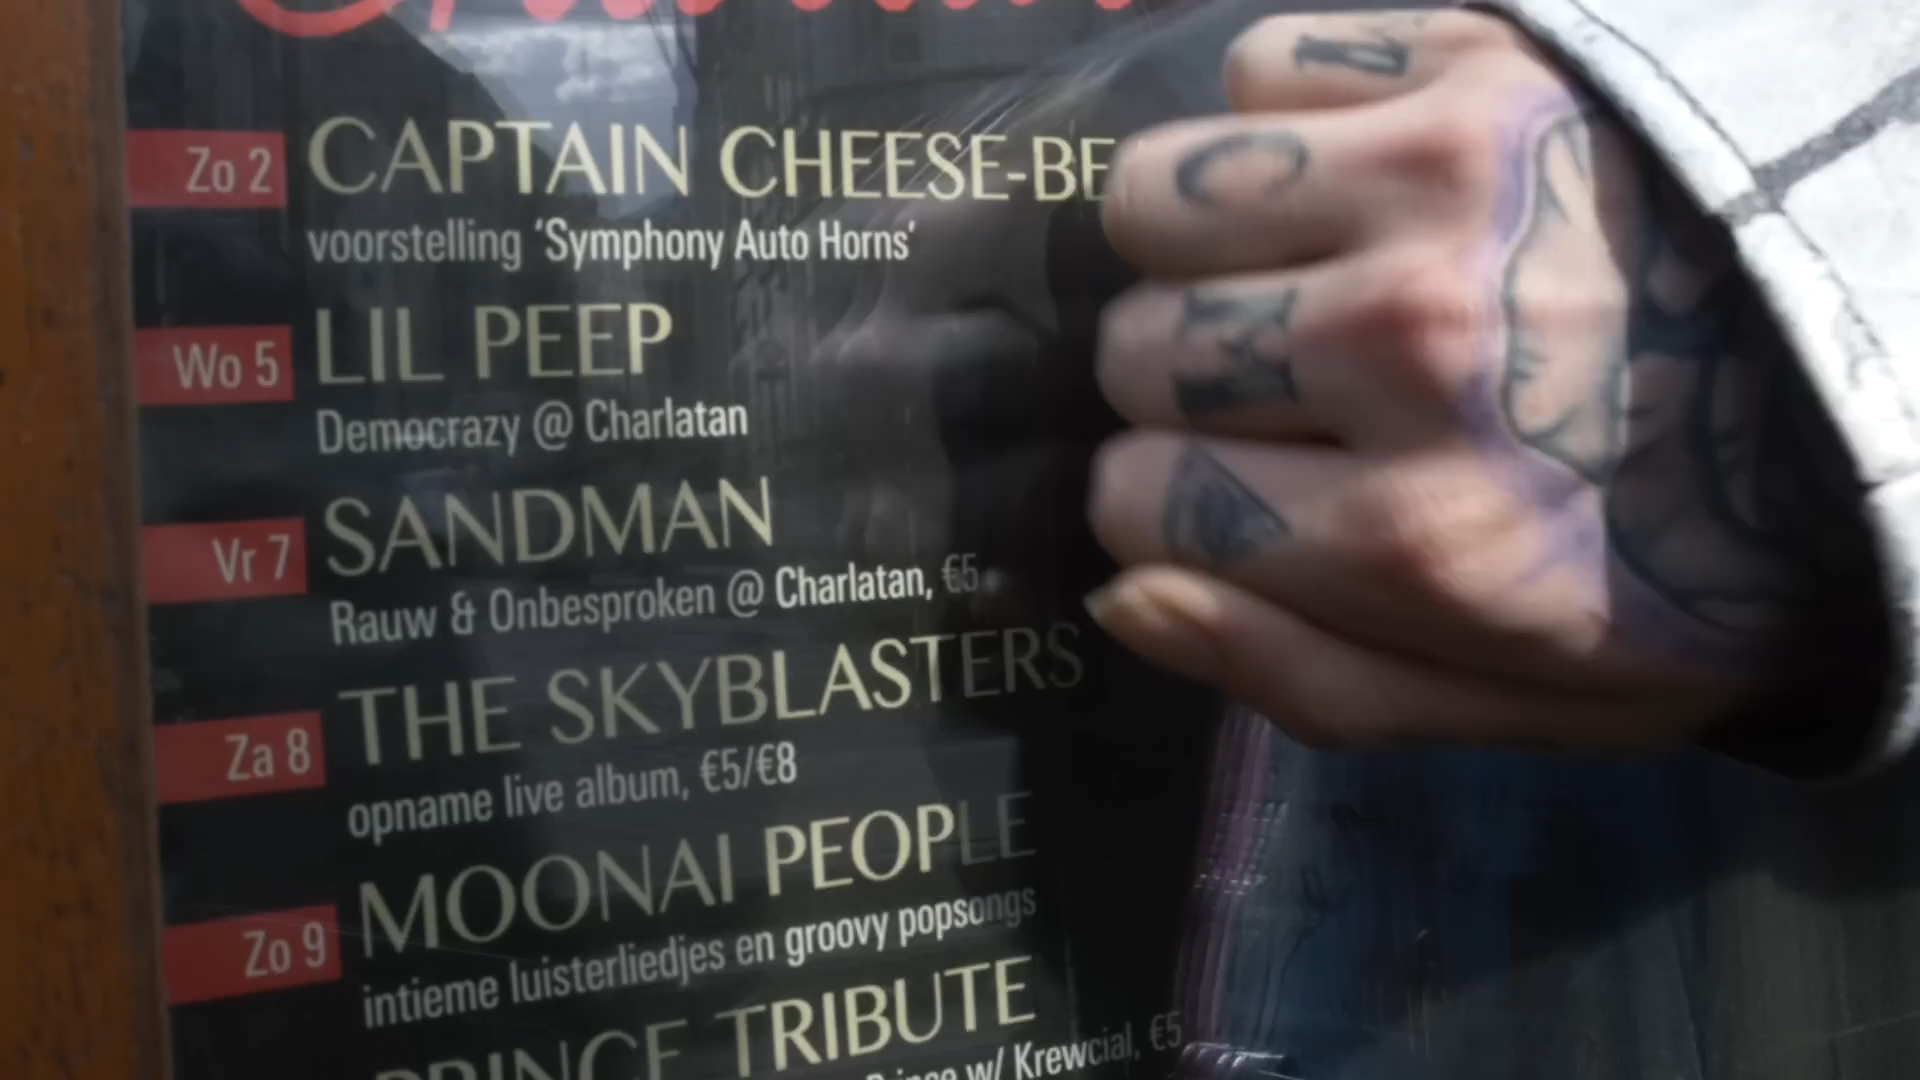 Zo 2 CAPTAIN CHEESE-BE
voorstelling ‘Symphony Auto Horns’
Wo 5 LIL PEEP
Democrazy @ Charlatan
Vr 7 SANDMAN
Rauw & Onbesproken @ Charlatan, €5
Za 8 THE SKYBLASTERS
opname live album, €5/€8
Zo 9 MOONAI PEOPLE
intieme luisterliedjes en groovy popsongs
PRINCE TRIBUTE
Prince w/ Krewcial, €5